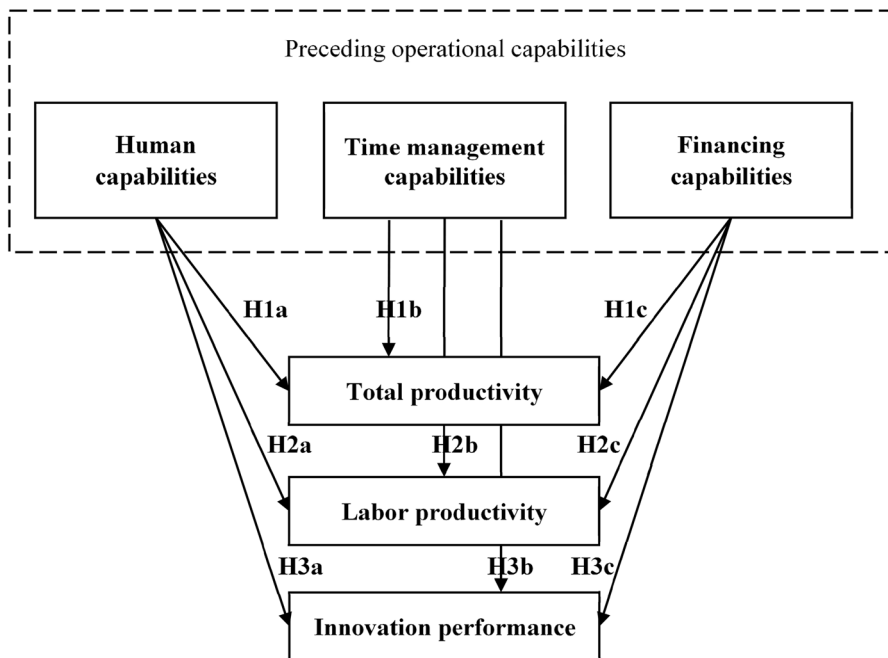 Preceding operational capabilities
Human
capabilities
Time management
capabilities
Financing
capabilities
H1a
H1b
H1c
Total productivity
H2a
H2b
H2c
Labor productivity
H3a
H3b
H3c
Innovation performance